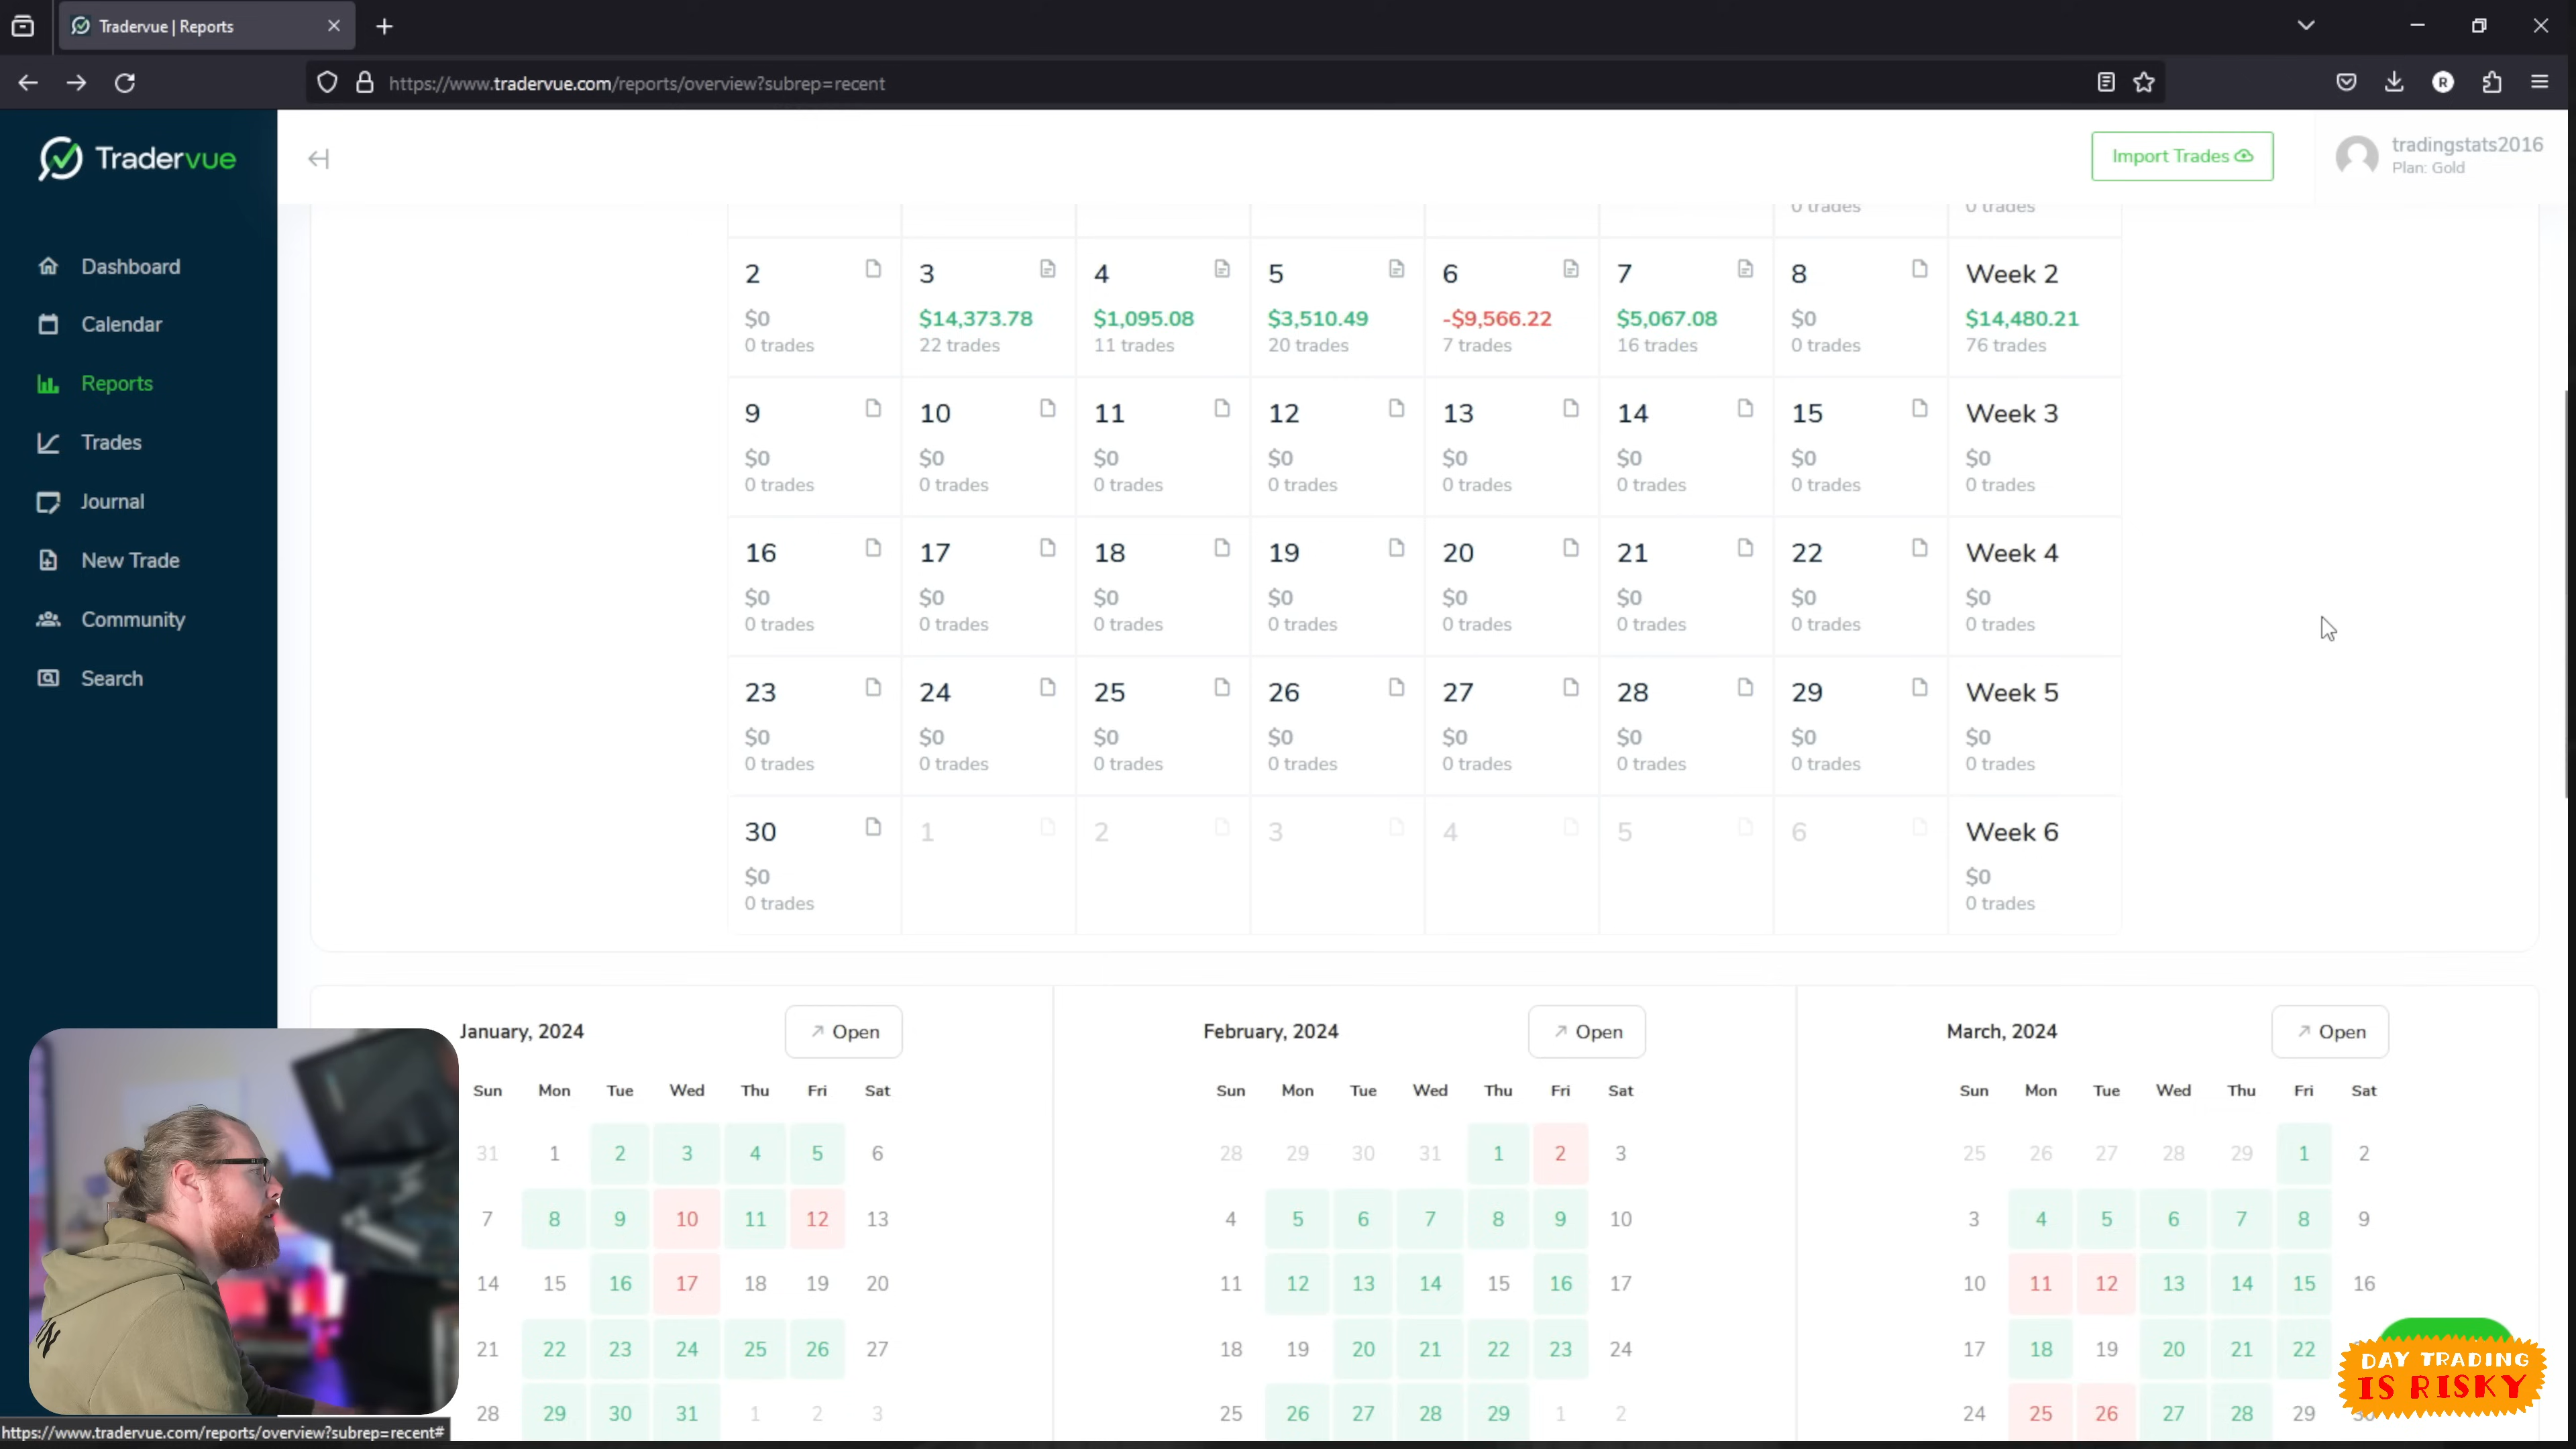 Tradervue | Reports
https://www.tradervue.com/reports/overview?subrep=recent
R
Tradervue
Import Trades
tradingstats2016
Plan: Gold
Dashboard
Calendar
Reports
Trades
Journal
New Trade
Community
Search
0 trades 0 trades
2 3 4 5 6 7 8 Week 2
$0 $14,373.78 $1,095.08 $3,510.49 -$9,566.22 $5,067.08 $0 $14,480.21
0 trades 22 trades 11 trades 20 trades 7 trades 16 trades 0 trades 76 trades
9 10 11 12 13 14 15 Week 3
$0 $0 $0 $0 $0 $0 $0 $0
0 trades 0 trades 0 trades 0 trades 0 trades 0 trades 0 trades 0 trades
16 17 18 19 20 21 22 Week 4
$0 $0 $0 $0 $0 $0 $0 $0
0 trades 0 trades 0 trades 0 trades 0 trades 0 trades 0 trades 0 trades
23 24 25 26 27 28 29 Week 5
$0 $0 $0 $0 $0 $0 $0 $0
0 trades 0 trades 0 trades 0 trades 0 trades 0 trades 0 trades 0 trades
30 1 2 3 4 5 6 Week 6
$0 $0
0 trades 0 trades
January, 2024 Open
Sun Mon Tue Wed Thu Fri Sat
31 1 2 3 4 5 6
7 8 9 10 11 12 13
14 15 16 17 18 19 20
21 22 23 24 25 26 27
28 29 30 31 1 2 3
February, 2024 Open
Sun Mon Tue Wed Thu Fri Sat
28 29 30 31 1 2 3
4 5 6 7 8 9 10
11 12 13 14 15 16 17
18 19 20 21 22 23 24
25 26 27 28 29 1 2
March, 2024 Open
Sun Mon Tue Wed Thu Fri Sat
25 26 27 28 29 1 2
3 4 5 6 7 8 9
10 11 12 13 14 15 16
17 18 19 20 21 22
24 25 26 27 28 29
DAY TRADING
IS RISKY
https://www.tradervue.com/reports/overview?subrep=recent#